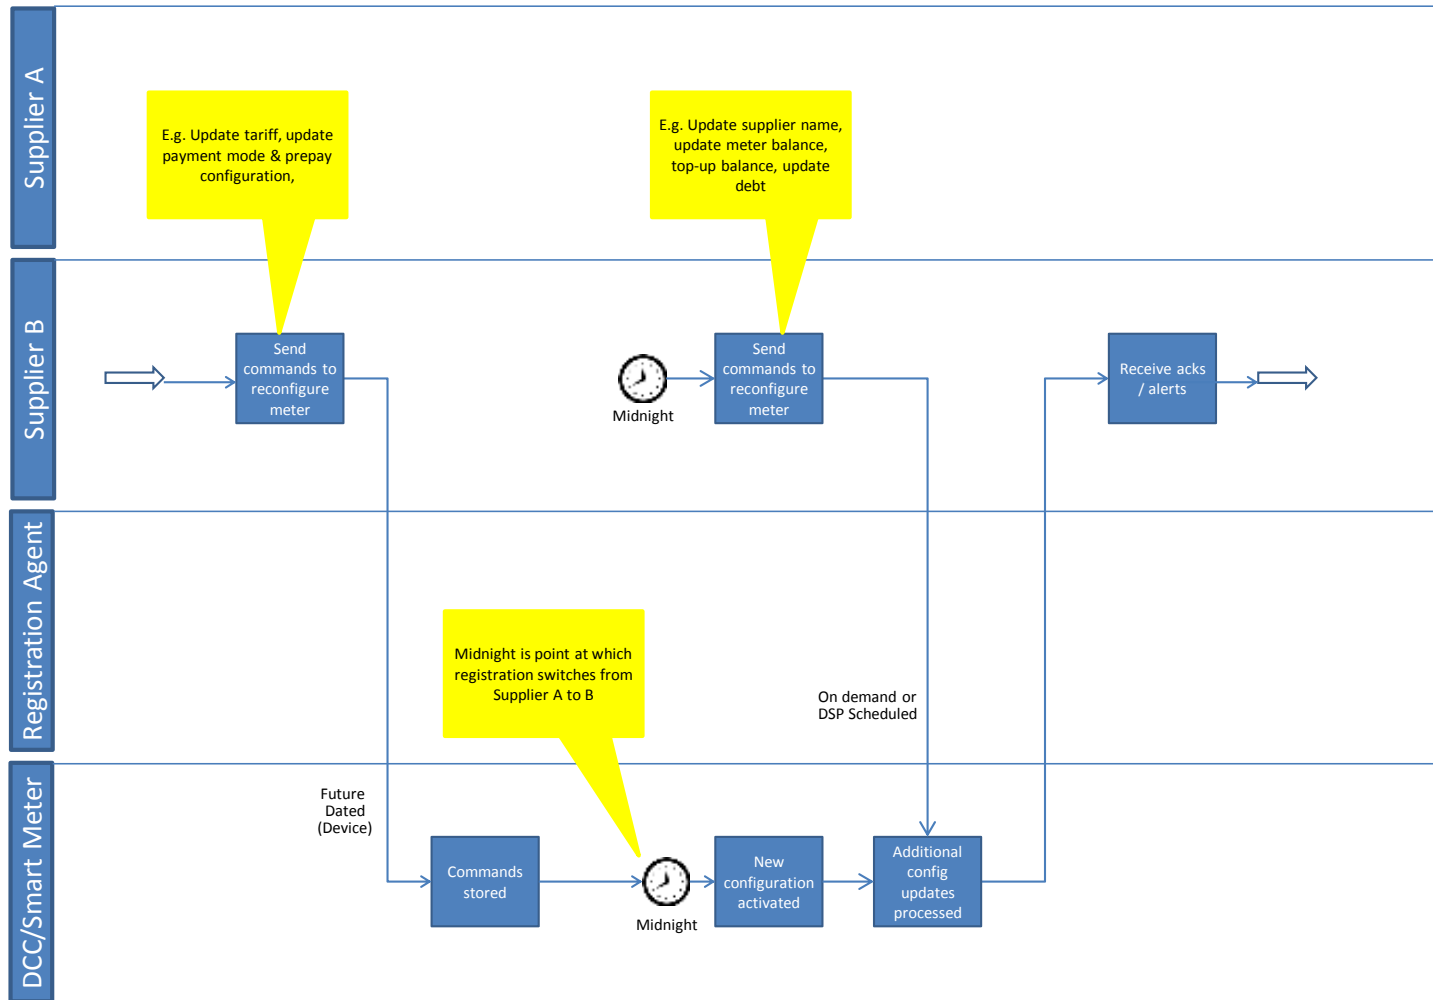 Supplier A
E.g. Update tariff, update
payment mode & prepay
configuration,
E.g. Update supplier name,
update meter balance,
top-up balance, update
debt
Supplier B
Send
commands to
reconfigure
meter
Midnight
Send
commands to
reconfigure
meter
Receive acks
/ alerts
Registration Agent
Midnight is point at which
registration switches from
Supplier A to B
On demand or
DSP Scheduled
DCC/Smart Meter
Future
Dated
(Device)
Commands
stored
Midnight
New
configuration
activated
Additional
config
updates
processed